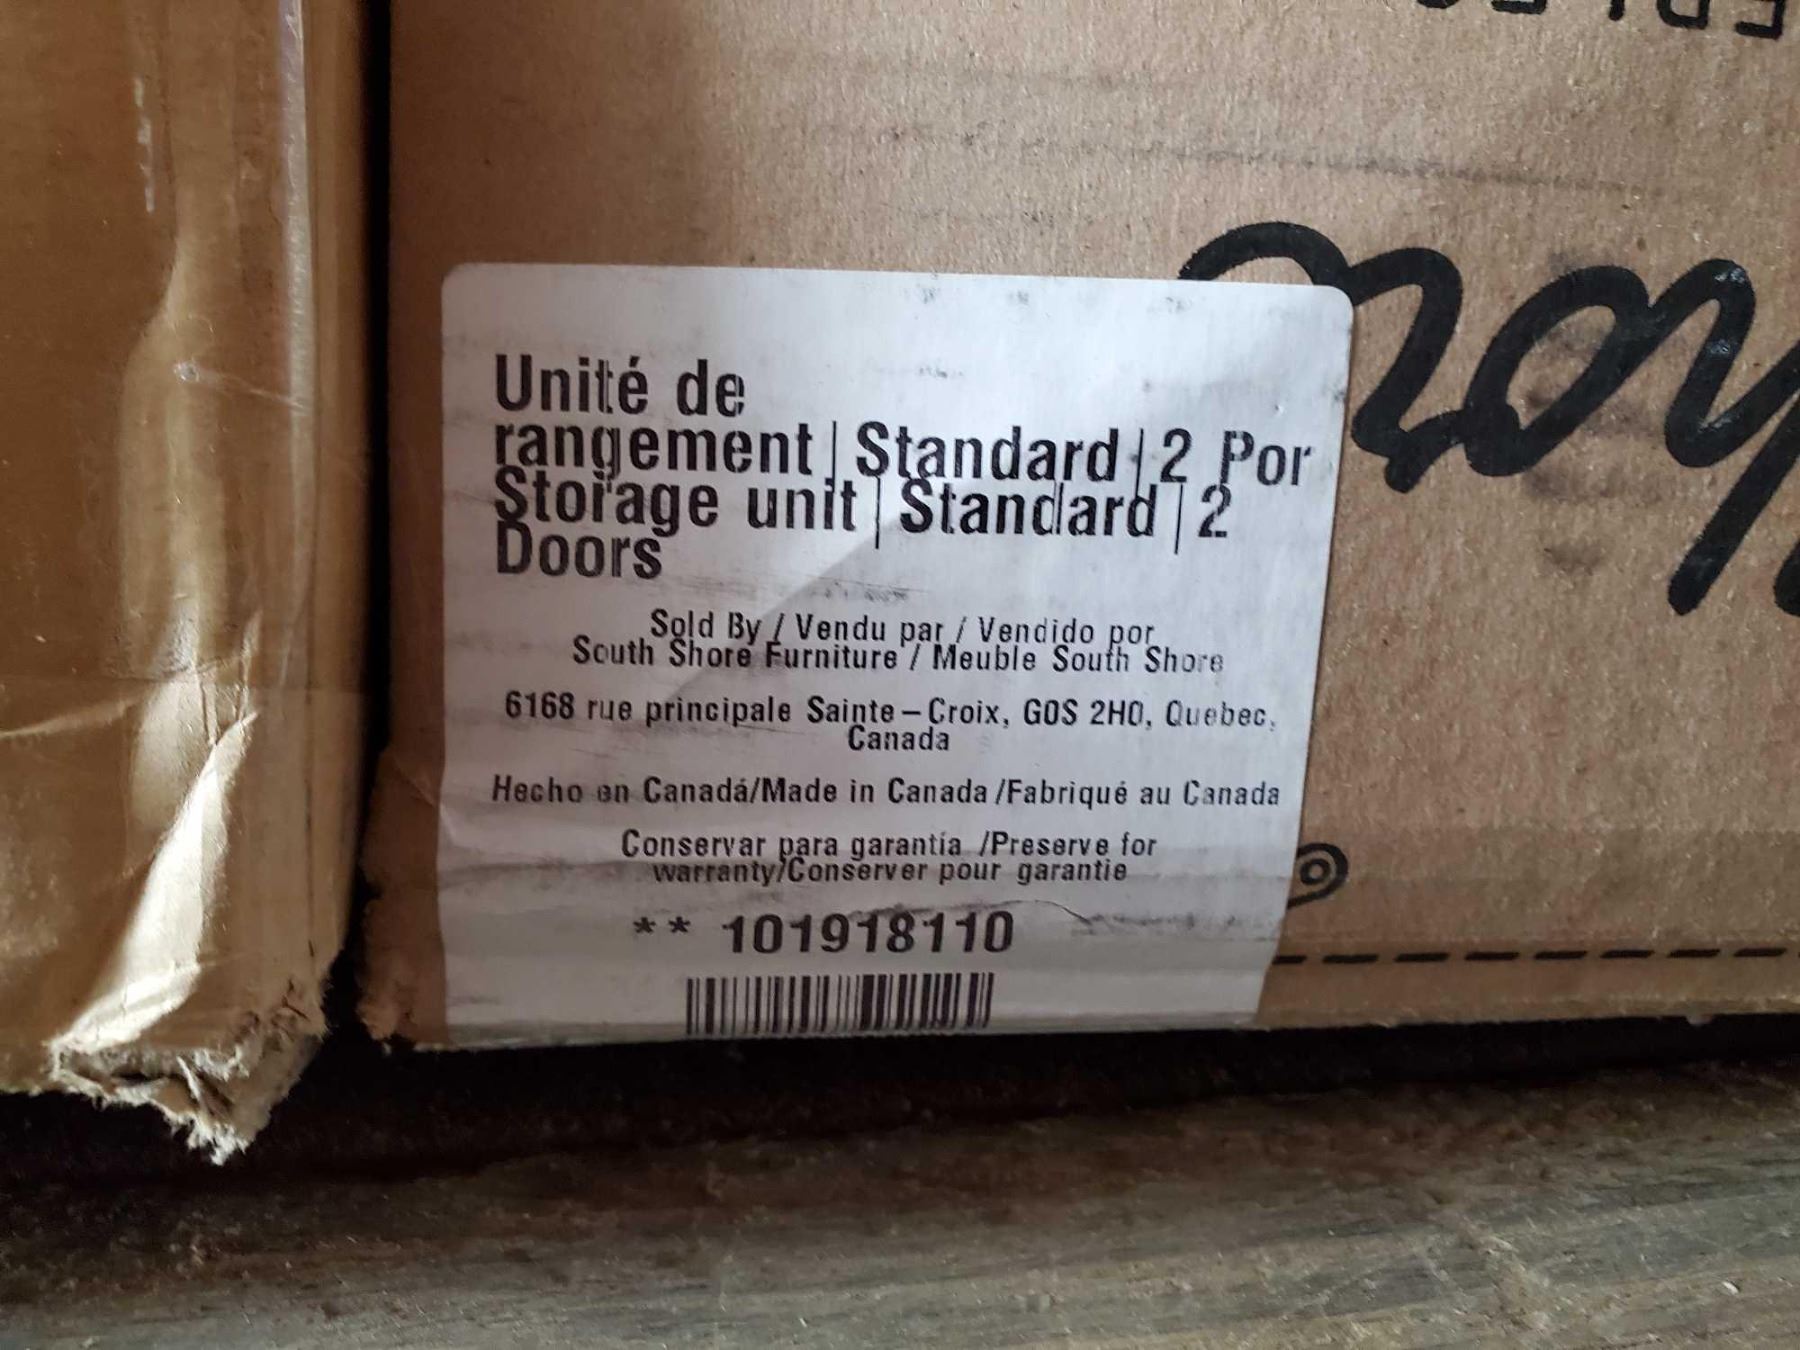 Unité de
rangement|Standard|2 Por
Storage unit|Standard|2
Doors
Sold By / Vendu par / Vendido por
South Shore Furniture / Meuble South Shore
6168 rue principale Sainte-Croix, G0S 2H0, Quebec,
Canada
Hecho en Canadá/Made in Canada/Fabriqué au Canada
Conservar para garantía /Preserve for
warranty/Conserver pour garantie
** 101918110